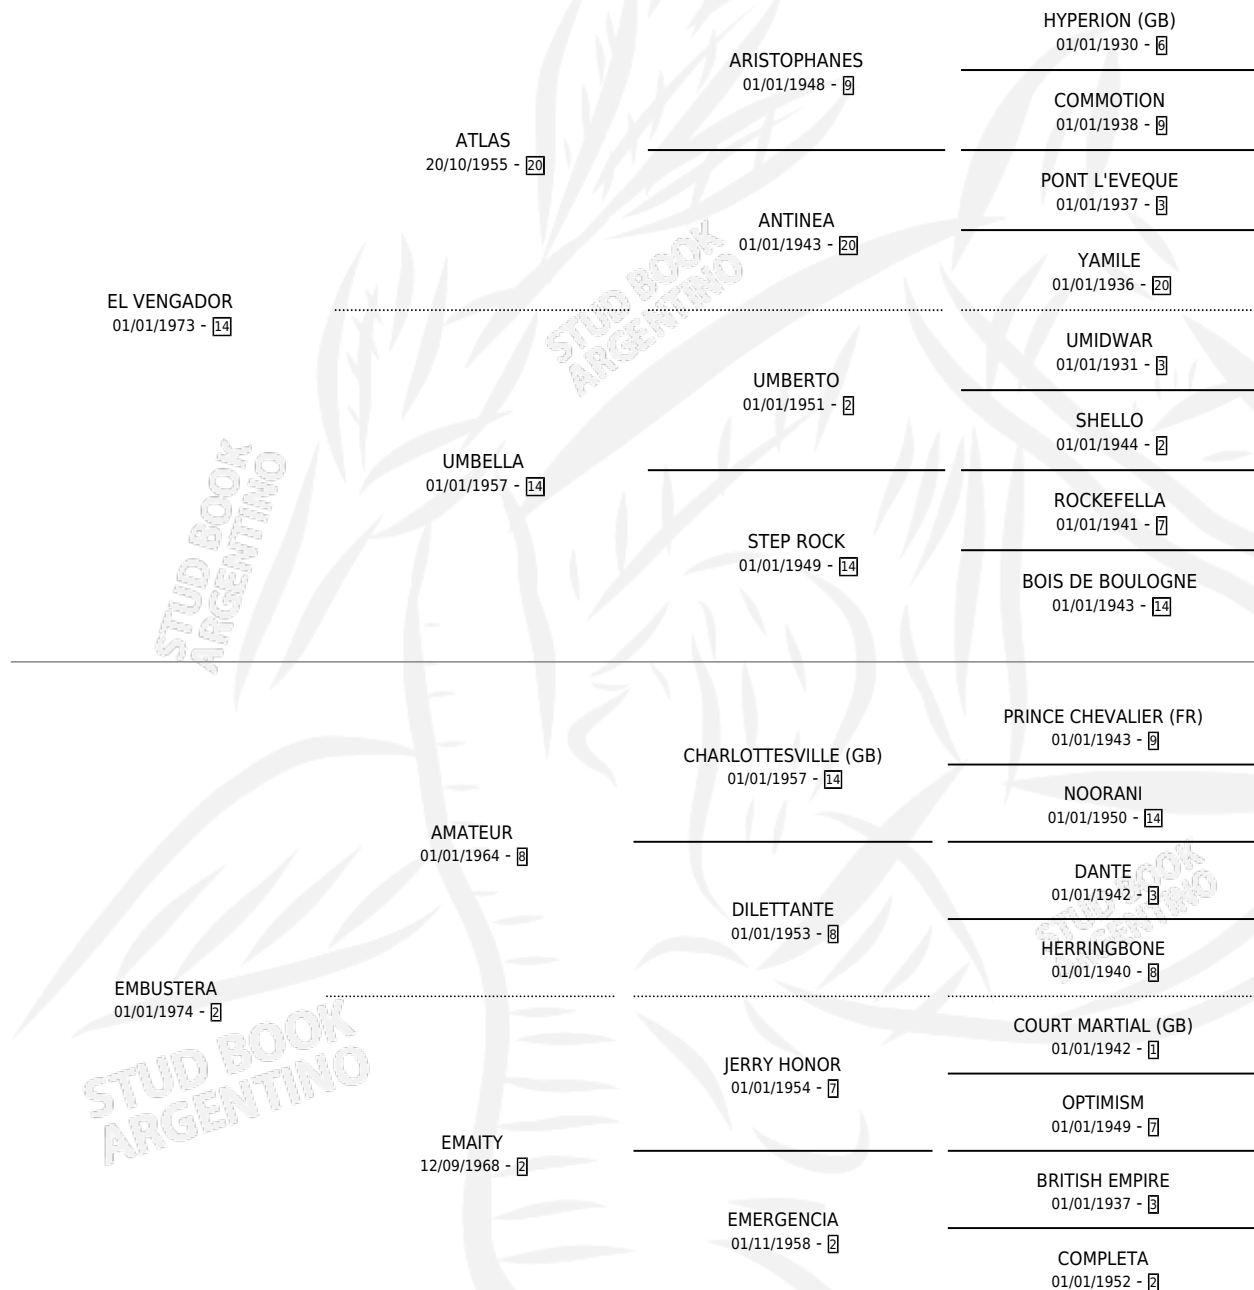 HYPERION (GB)
01/01/1930 - 6
ARISTOPHANES
01/01/1948 - 9
COMMOTION
01/01/1938 - 9
ATLAS
20/10/1955 - 20
PONT L'EVEQUE
01/01/1937 - 3
ANTINEA
01/01/1943 - 20
YAMILE
01/01/1936 - 20
EL VENGADOR
01/01/1973 - 14
UMIDWAR
01/01/1931 - 3
UMBERTO
01/01/1951 - 2
SHELLO
01/01/1944 - 2
UMBELLA
01/01/1957 - 14
ROCKEFELLA
01/01/1941 - 7
STEP ROCK
01/01/1949 - 14
BOIS DE BOULOGNE
01/01/1943 - 14
PRINCE CHEVALIER (FR)
01/01/1943 - 9
CHARLOTTESVILLE (GB)
01/01/1957 - 14
NOORANI
01/01/1950 - 14
AMATEUR
01/01/1964 - 8
DANTE
01/01/1942 - 3
DILETTANTE
01/01/1953 - 8
HERRINGBONE
01/01/1940 - 8
EMBUSTERA
01/01/1974 - 2
COURT MARTIAL (GB)
01/01/1942 - 1
JERRY HONOR
01/01/1954 - 7
OPTIMISM
01/01/1949 - 7
EMAITY
12/09/1968 - 2
BRITISH EMPIRE
01/01/1937 - 3
EMERGENCIA
01/11/1958 - 2
COMPLETA
01/01/1952 - 2
STUD BOOK
ARGENTINO
STUD BOOK
ARGENTINO
STUD BOOK
ARGENTINO
STUD BOOK
ARGENTINO